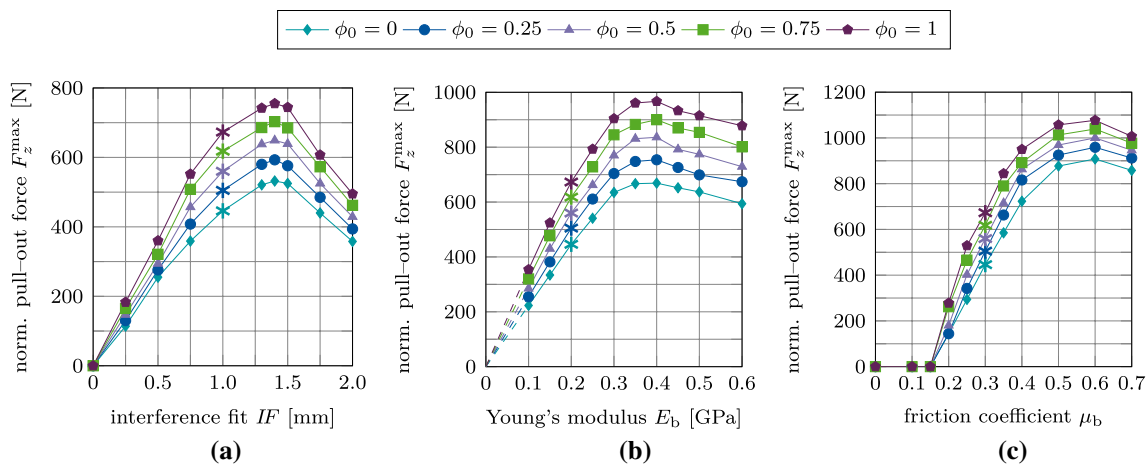 ϕ₀ = 0 ϕ₀ = 0.25 ϕ₀ = 0.5 ϕ₀ = 0.75 ϕ₀ = 1
norm. pull–out force F_z^max [N]
800
600
400
200
0
0 0.5 1.0 1.5 2.0
interference fit IF [mm]
(a)
norm. pull–out force F_z^max [N]
1000
800
600
400
200
0
0 0.1 0.2 0.3 0.4 0.5 0.6
Young's modulus E_b [GPa]
(b)
norm. pull–out force F_z^max [N]
1200
1000
800
600
400
200
0
0 0.1 0.2 0.3 0.4 0.5 0.6 0.7
friction coefficient μ_b
(c)